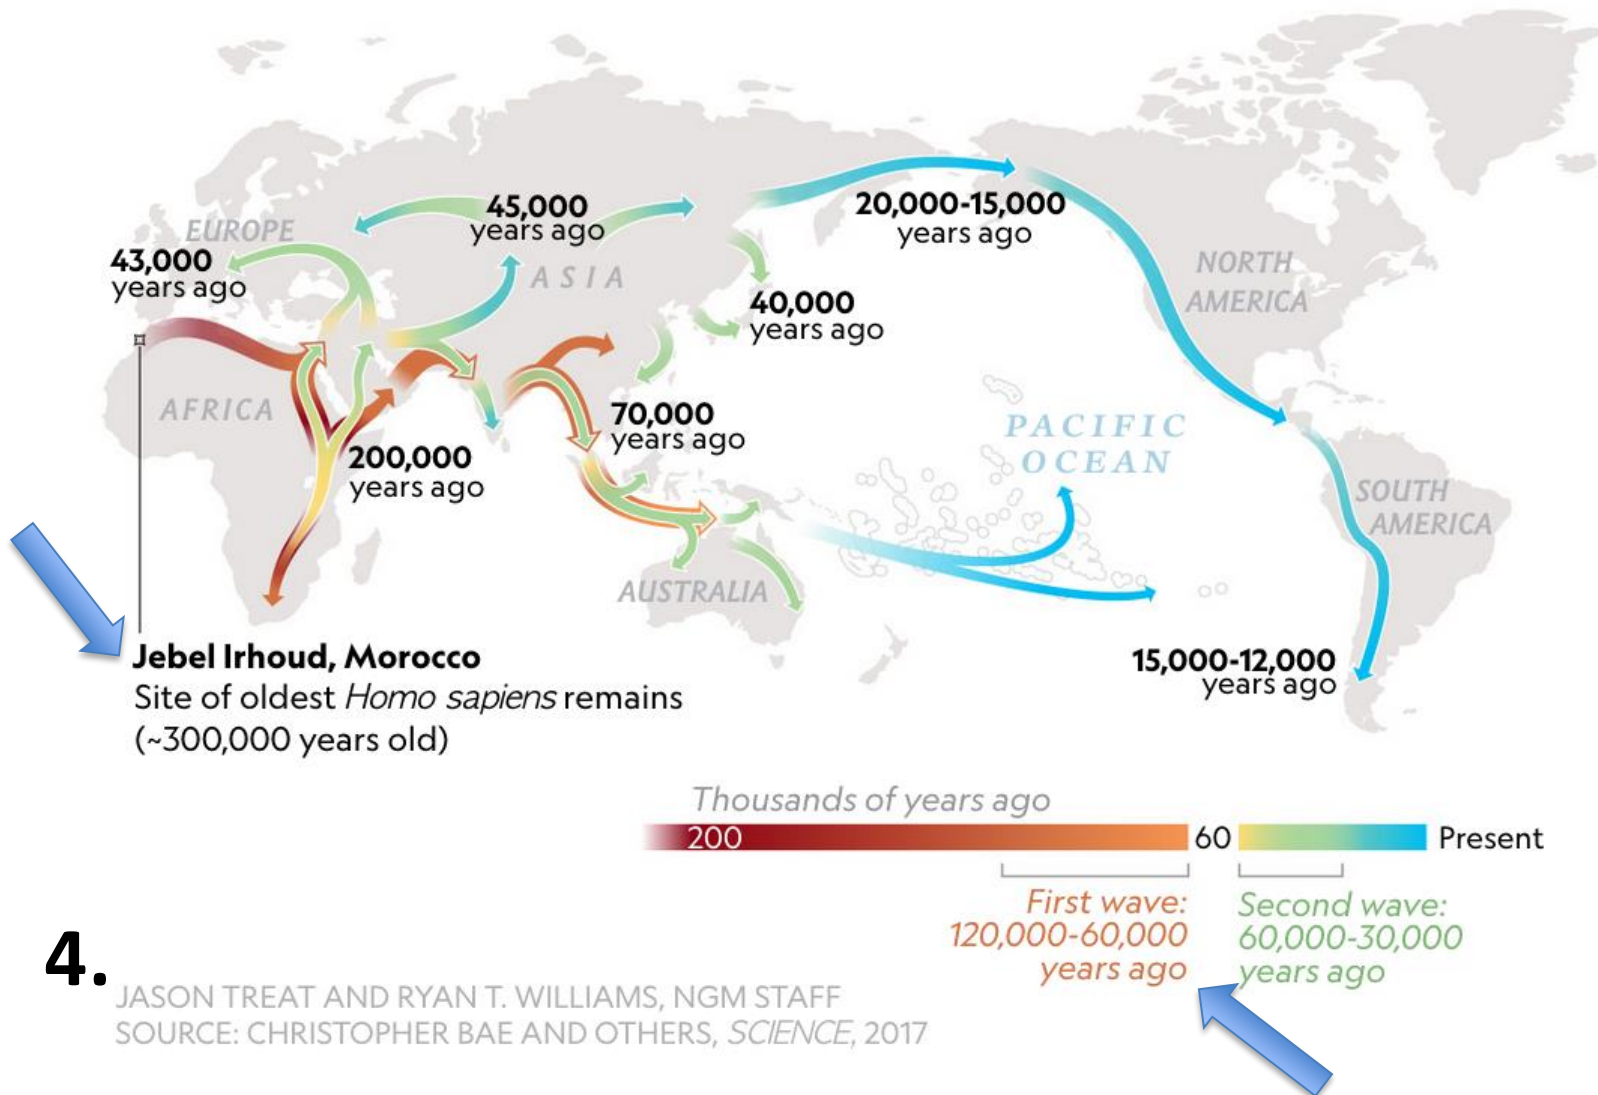 45,000
years ago
20,000-15,000
years ago
EUROPE
43,000
years ago
ASIA
NORTH
AMERICA
40,000
years ago
AFRICA
70,000
years ago
PACIFIC
OCEAN
200,000
years ago
SOUTH
AMERICA
AUSTRALIA
Jebel Irhoud, Morocco
Site of oldest Homo sapiens remains
(~300,000 years old)
15,000-12,000
years ago
Thousands of years ago
200 60 Present
First wave:
120,000-60,000
years ago
Second wave:
60,000-30,000
years ago
4.
JASON TREAT AND RYAN T. WILLIAMS, NGM STAFF
SOURCE: CHRISTOPHER BAE AND OTHERS, SCIENCE, 2017